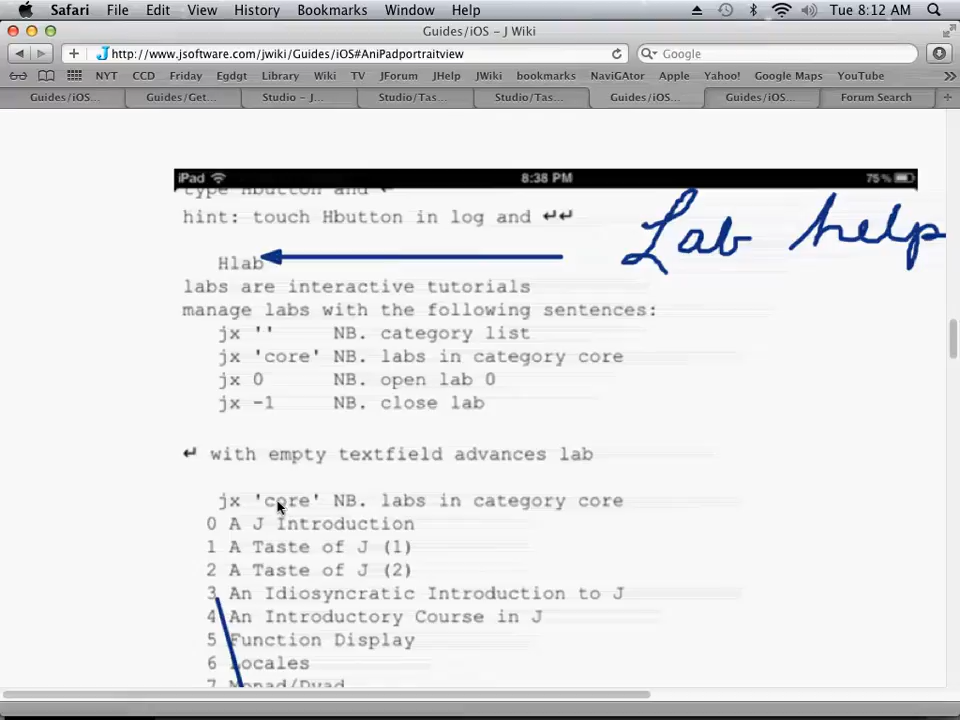 Safari File Edit View History Bookmarks Window Help Tue 8:12 AM
Guides/iOS – J Wiki
http://www.jsoftware.com/jwiki/Guides/iOS#AniPadportraitview Google
NYT CCD Friday Egdgt Library Wiki TV JForum JHelp JWiki bookmarks NaviGAtor Apple Yahoo! Google Maps YouTube
Guides/iOS... Guides/Get... Studio – J... Studio/Tas... Studio/Tas... Guides/iOS... Guides/iOS... Forum Search
iPad 8:38 PM 75%
type Hbutton and ↵
hint: touch Hbutton in log and ↵↵
Lab help
Hlab
labs are interactive tutorials
manage labs with the following sentences:
jx '' NB. category list
jx 'core' NB. labs in category core
jx 0 NB. open lab 0
jx -1 NB. close lab
↵ with empty textfield advances lab
jx 'core' NB. labs in category core
0 A J Introduction
1 A Taste of J (1)
2 A Taste of J (2)
3 An Idiosyncratic Introduction to J
4 An Introductory Course in J
5 Function Display
6 Locales
7 Monad/Dyad